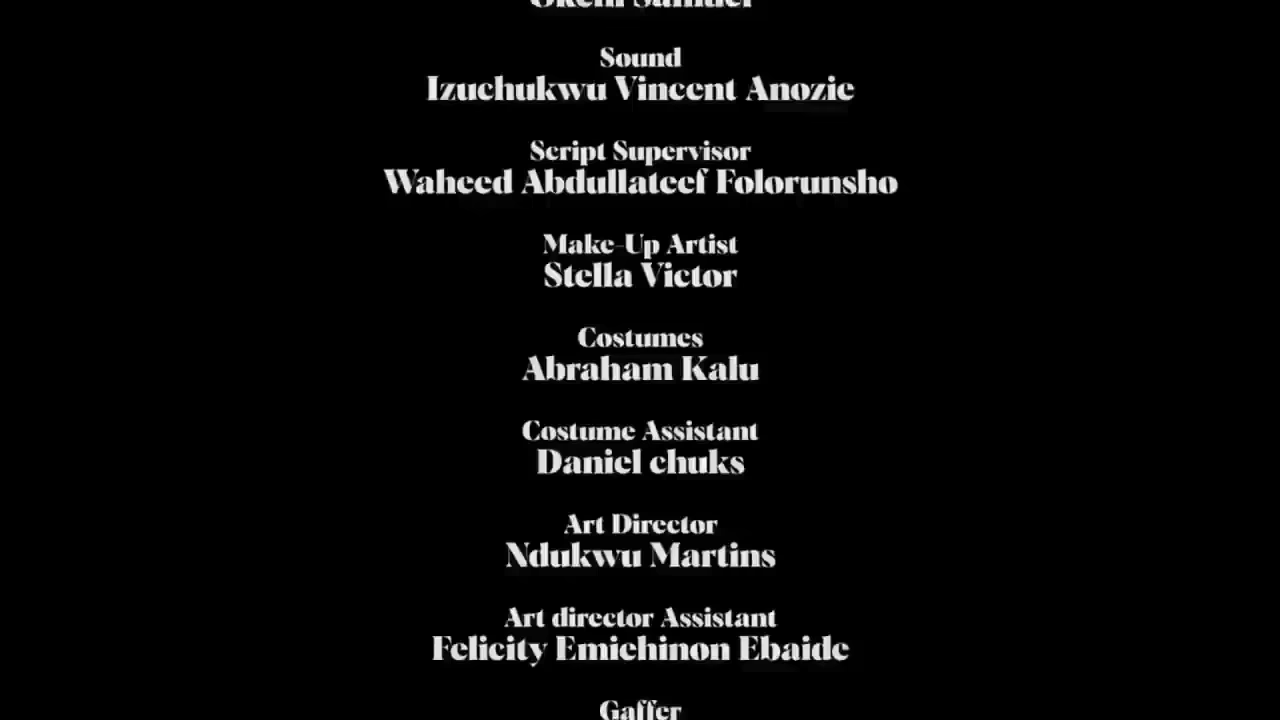 Samuel
Sound
Izuchukwu Vincent Anozie
Script Supervisor
Waheed Abdullateef Folorunsho
Make-Up Artist
Stella Victor
Costumes
Abraham Kalu
Costume Assistant
Daniel chuks
Art Director
Ndukwu Martins
Art director Assistant
Felicity Emichinon Ebaide
Gaffer